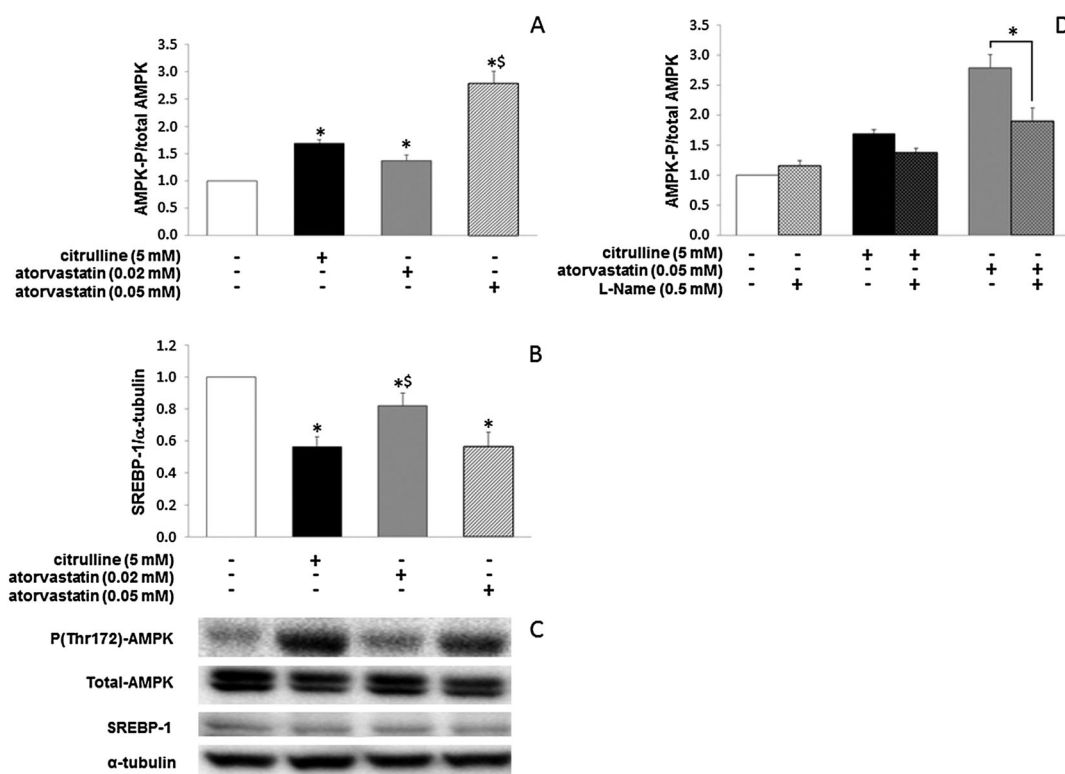 A
AMPK-P/total AMPK
3.5
3.0
2.5
2.0
1.5
1.0
0.5
0.0
*
*
*$
citrulline (5 mM) - + - -
atorvastatin (0.02 mM) - - + -
atorvastatin (0.05 mM) - - - +
D
AMPK-P/total AMPK
3.5
3.0
2.5
2.0
1.5
1.0
0.5
0.0
*
citrulline (5 mM) - - + + - -
atorvastatin (0.05 mM) - - - - + +
L-Name (0.5 mM) - + - + - +
B
SREBP-1/α-tubulin
1.2
1.0
0.8
0.6
0.4
0.2
0.0
*
*$
*
citrulline (5 mM) - + - -
atorvastatin (0.02 mM) - - + -
atorvastatin (0.05 mM) - - - +
C
P(Thr172)-AMPK
Total-AMPK
SREBP-1
α-tubulin